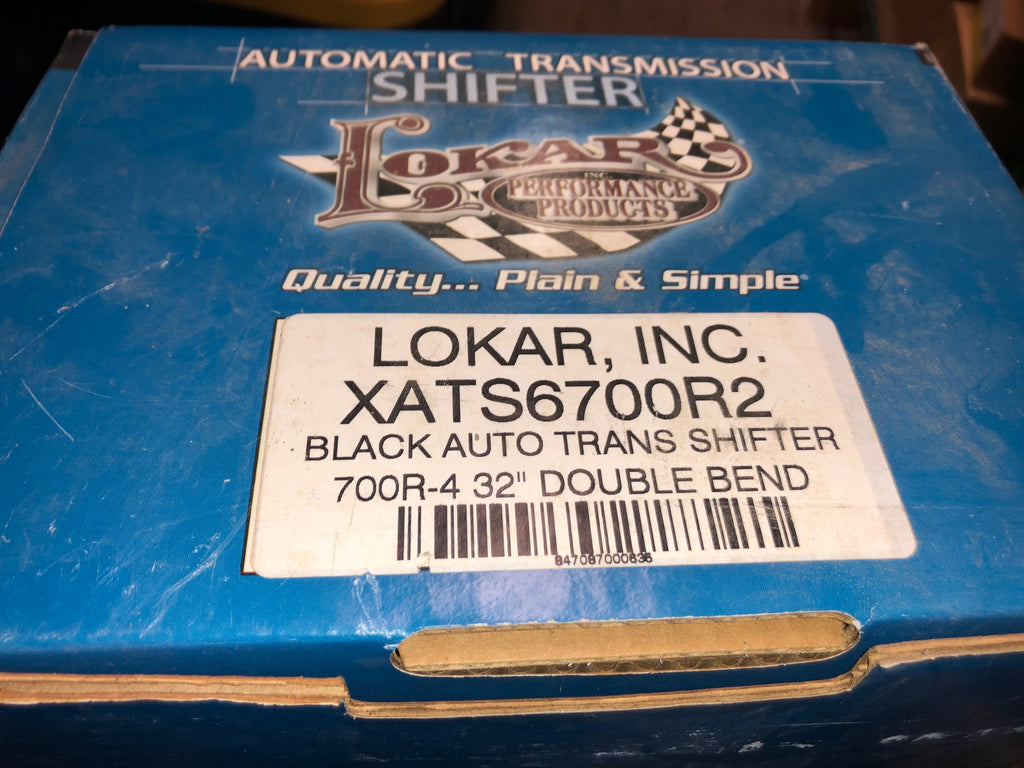 AUTOMATIC TRANSMISSION
SHIFTER
LOKAR
INC.
PERFORMANCE
PRODUCTS
Quality... Plain & Simple®
LOKAR, INC.
XATS6700R2
BLACK AUTO TRANS SHIFTER
700R-4 32" DOUBLE BEND
847087000635